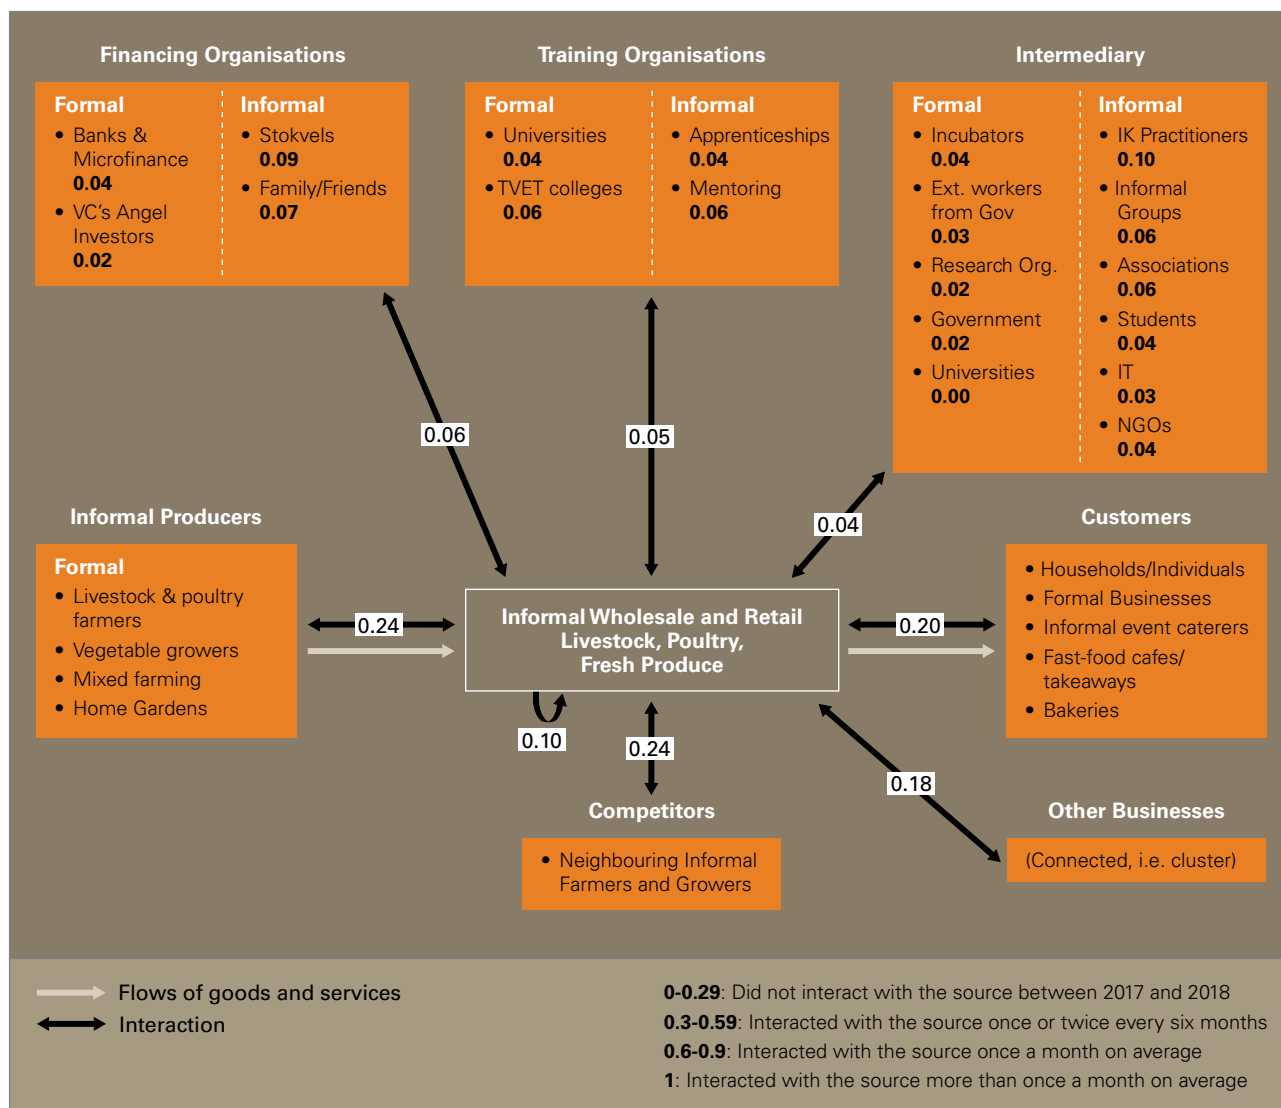 Financing Organisations
Formal
• Banks &
Microfinance
0.04
• VC's Angel
Investors
0.02
Informal
• Stokvels
0.09
• Family/Friends
0.07
Training Organisations
Formal
• Universities
0.04
• TVET colleges
0.06
Informal
• Apprenticeships
0.04
• Mentoring
0.06
Intermediary
Formal
• Incubators
0.04
• Ext. workers
from Gov
0.03
• Research Org.
0.02
• Government
0.02
• Universities
0.00
Informal
• IK Practitioners
0.10
• Informal
Groups
0.06
• Associations
0.06
• Students
0.04
• IT
0.03
• NGOs
0.04
0.06
0.05
0.04
Informal Producers
Formal
• Livestock & poultry
farmers
• Vegetable growers
• Mixed farming
• Home Gardens
0.24
Informal Wholesale and Retail
Livestock, Poultry,
Fresh Produce
0.20
Customers
• Households/Individuals
• Formal Businesses
• Informal event caterers
• Fast-food cafes/
takeaways
• Bakeries
0.10
0.24
0.18
Competitors
• Neighbouring Informal
Farmers and Growers
Other Businesses
(Connected, i.e. cluster)
Flows of goods and services
Interaction
0-0.29: Did not interact with the source between 2017 and 2018
0.3-0.59: Interacted with the source once or twice every six months
0.6-0.9: Interacted with the source once a month on average
1: Interacted with the source more than once a month on average